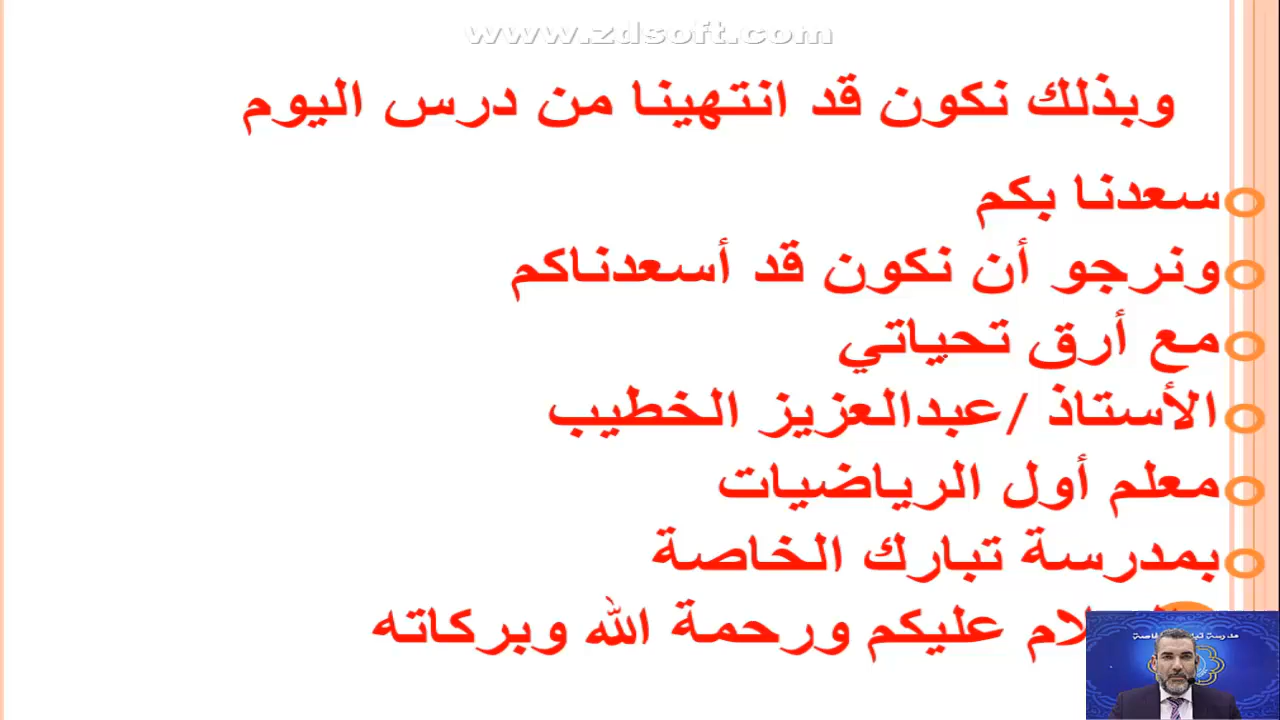 www.zdsoft.com
وبذلك نكون قد انتهينا من درس اليوم
سعدنا بكم
ونرجو أن نكون قد أسعدناكم
مع أرق تحياتي
الأستاذ /عبدالعزيز الخطيب
معلم أول الرياضيات
بمدرسة تبارك الخاصة
عليكم ورحمة الله وبركاته
مدرسة